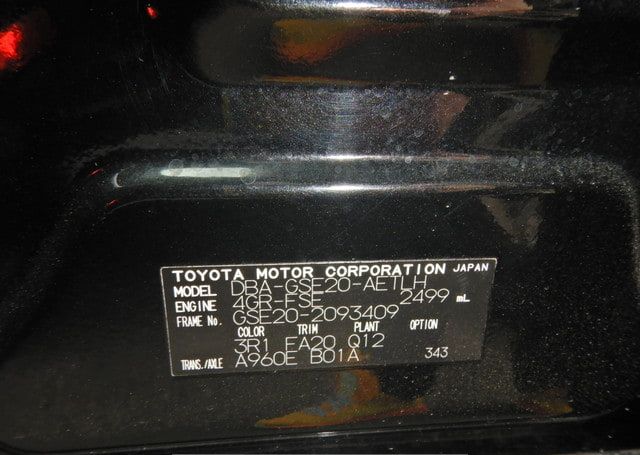 TOYOTA MOTOR CORPORATION JAPAN
MODEL DBA-GSE20-AETLH
ENGINE 4GR-FSE 2499 mL
FRAME No. GSE20-2093409
COLOR TRIM PLANT OPTION
3R1 FA20 Q12
TRANS./AXLE A960E B01A 343